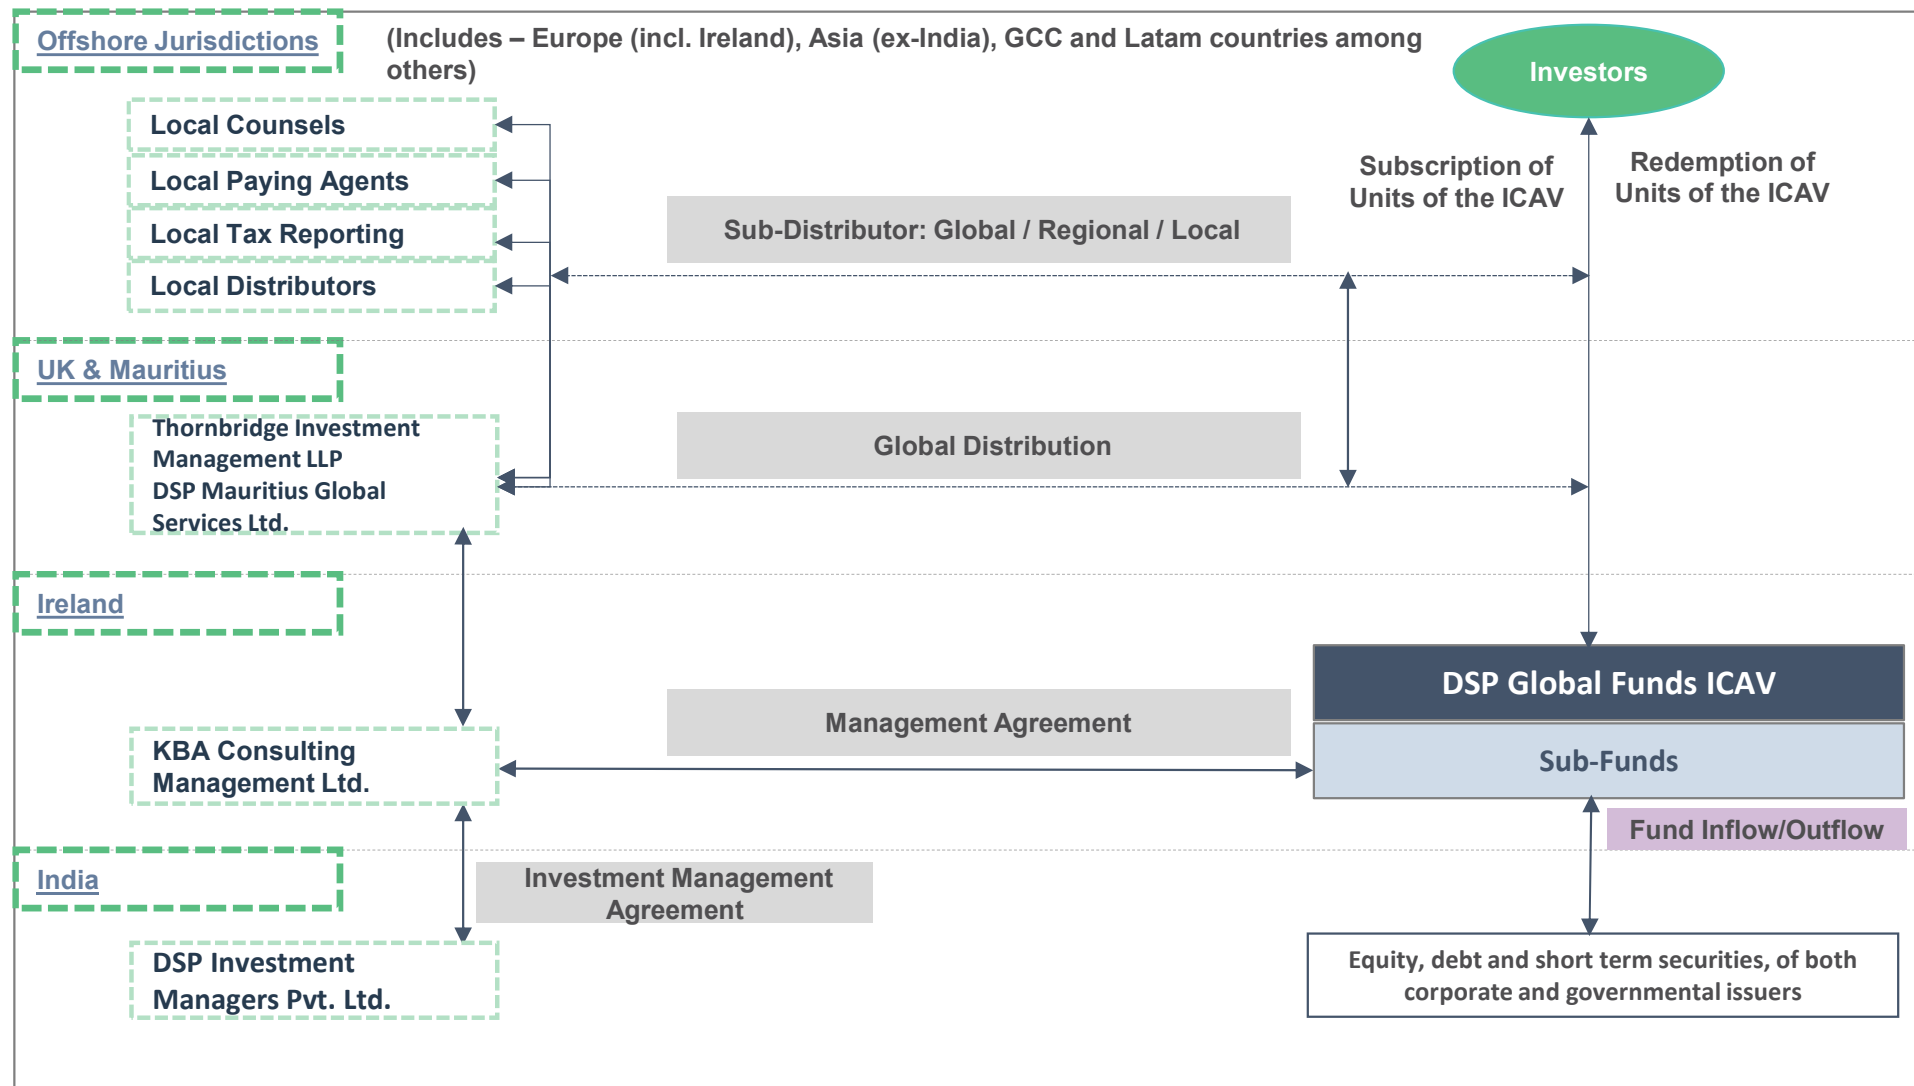 Offshore Jurisdictions
(Includes – Europe (incl. Ireland), Asia (ex-India), GCC and Latam countries among
others)
Investors
Local Counsels
Local Paying Agents
Local Tax Reporting
Local Distributors
Subscription of
Units of the ICAV
Redemption of
Units of the ICAV
Sub-Distributor: Global / Regional / Local
UK & Mauritius
Thornbridge Investment
Management LLP
DSP Mauritius Global
Services Ltd.
Global Distribution
Ireland
DSP Global Funds ICAV
Sub-Funds
Management Agreement
KBA Consulting
Management Ltd.
Fund Inflow/Outflow
India
Investment Management
Agreement
DSP Investment
Managers Pvt. Ltd.
Equity, debt and short term securities, of both
corporate and governmental issuers